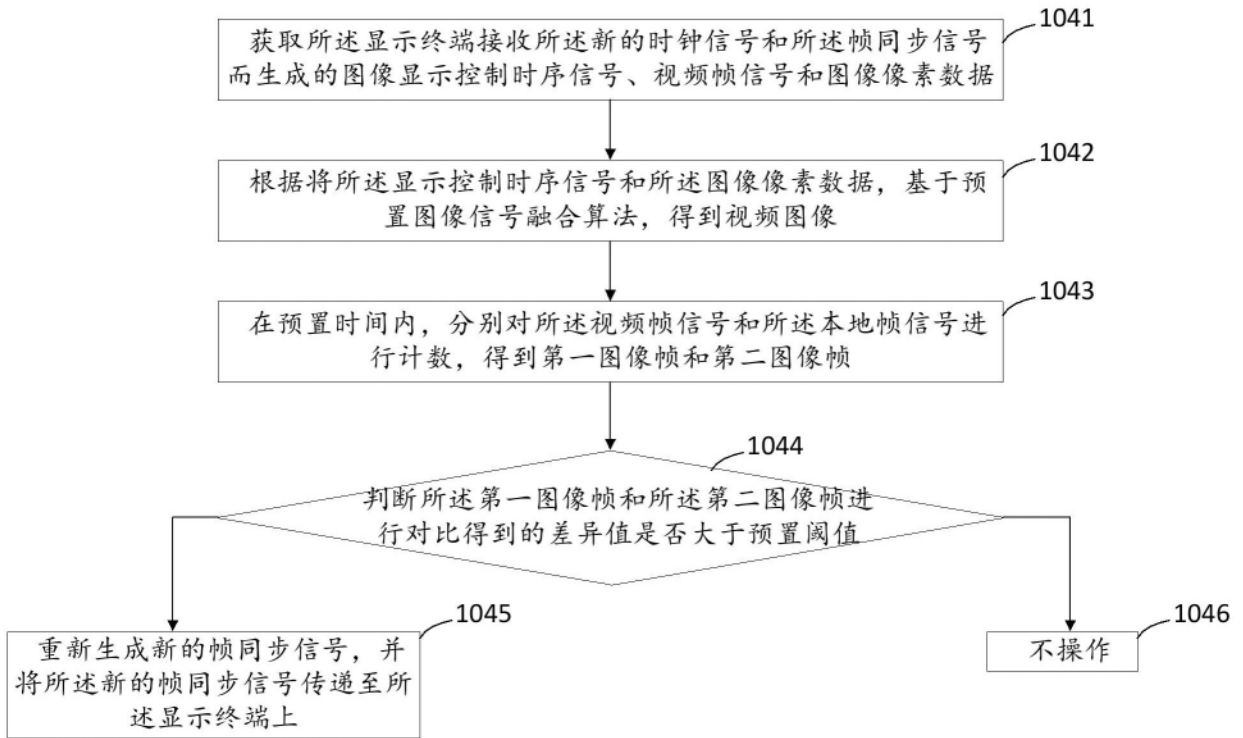 1041
获取所述显示终端接收所述新的时钟信号和所述帧同步信号
而生成的图像显示控制时序信号、视频帧信号和图像像素数据
1042
根据将所述显示控制时序信号和所述图像像素数据，基于预
置图像信号融合算法，得到视频图像
1043
在预置时间内，分别对所述视频帧信号和所述本地帧信号进
行计数，得到第一图像帧和第二图像帧
1044
判断所述第一图像帧和所述第二图像帧进
行对比得到的差异值是否大于预置阈值
1045
重新生成新的帧同步信号，并
将所述新的帧同步信号传递至所
述显示终端上
1046
不操作